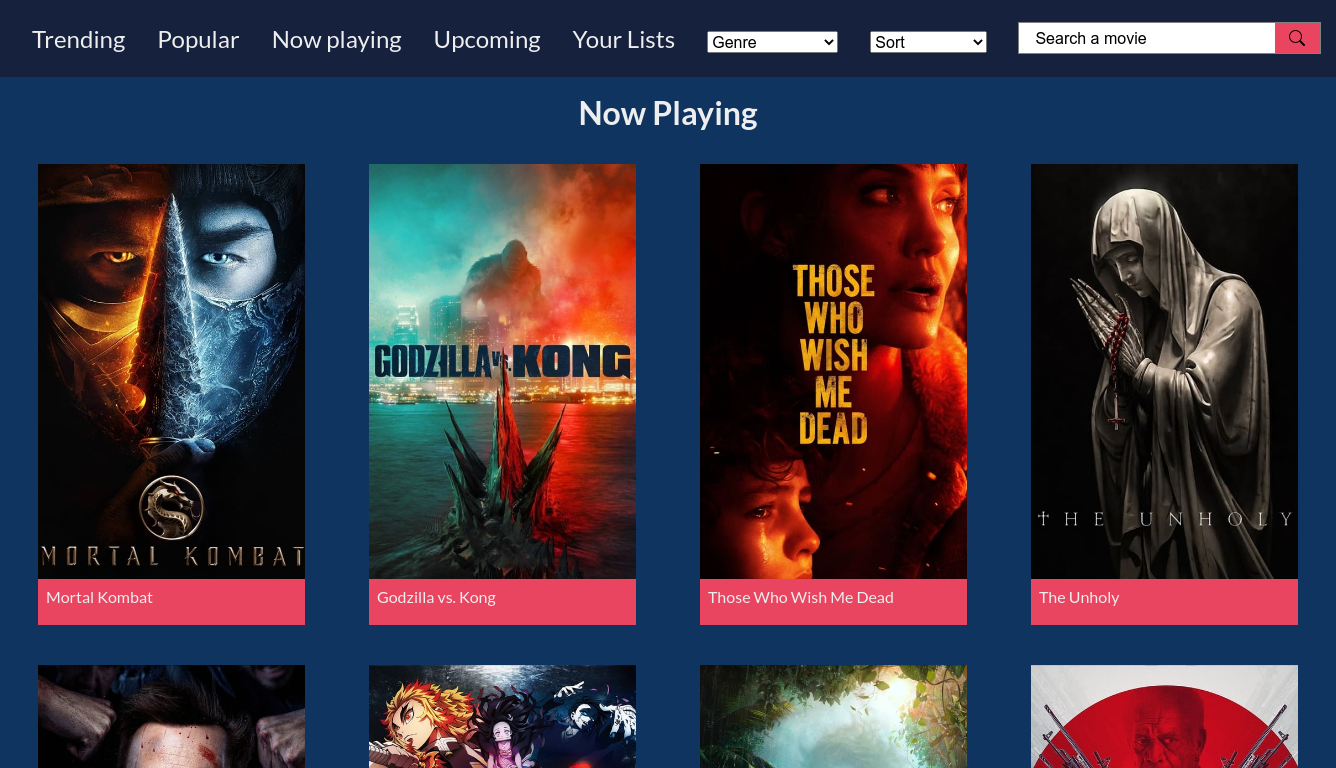 Trending Popular Now playing Upcoming Your Lists Genre Sort Search a movie
Now Playing
MORTAL KOMBAT
GODZILLA VS. KONG
THOSE
WHO
WISH
ME
DEAD
THE UNHOLY
Mortal Kombat
Godzilla vs. Kong
Those Who Wish Me Dead
The Unholy